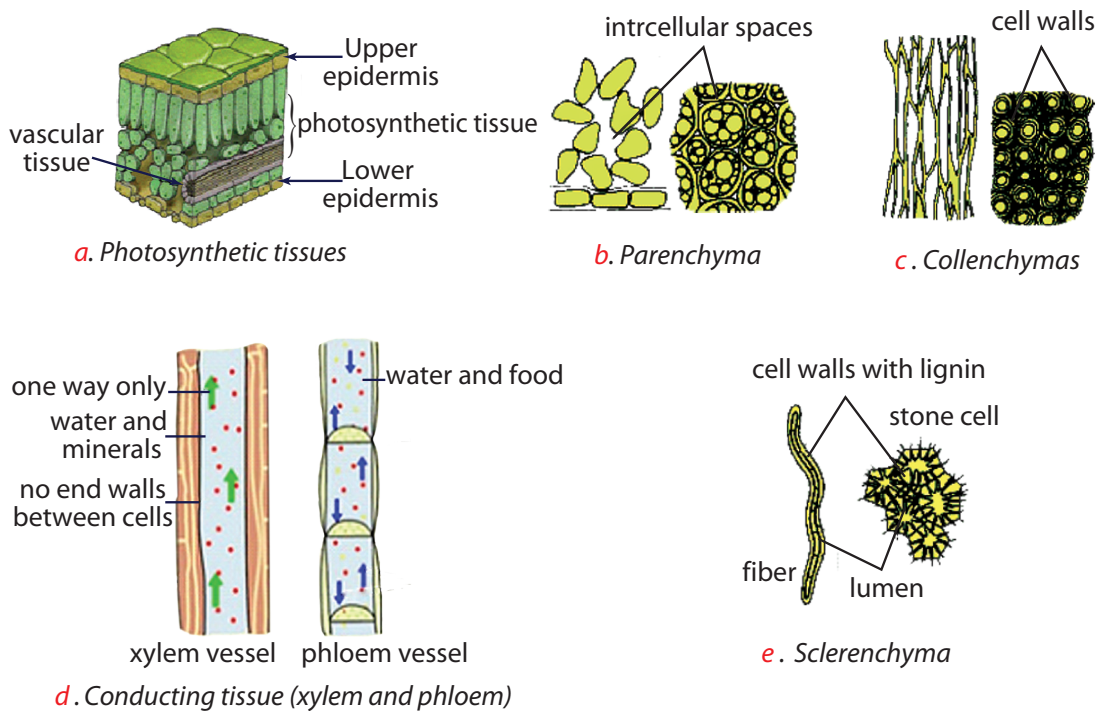 Upper
epidermis
photosynthetic tissue
vascular
tissue
Lower
epidermis
a. Photosynthetic tissues
intrcellular spaces
b. Parenchyma
cell walls
c . Collenchymas
one way only
water and
minerals
no end walls
between cells
water and food
xylem vessel
phloem vessel
d . Conducting tissue (xylem and phloem)
cell walls with lignin
stone cell
fiber
lumen
e . Sclerenchyma